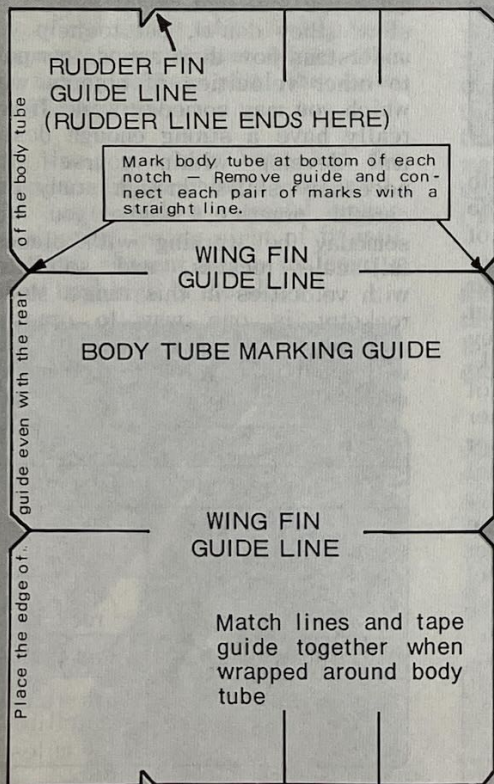 RUDDER FIN
GUIDE LINE
(RUDDER LINE ENDS HERE)
Mark body tube at bottom of each
notch — Remove guide and con-
nect each pair of marks with a
straight line.
WING FIN
GUIDE LINE
BODY TUBE MARKING GUIDE
WING FIN
GUIDE LINE
Match lines and tape
guide together when
wrapped around body
tube
Place the edge of guide even with the rear of the body tube